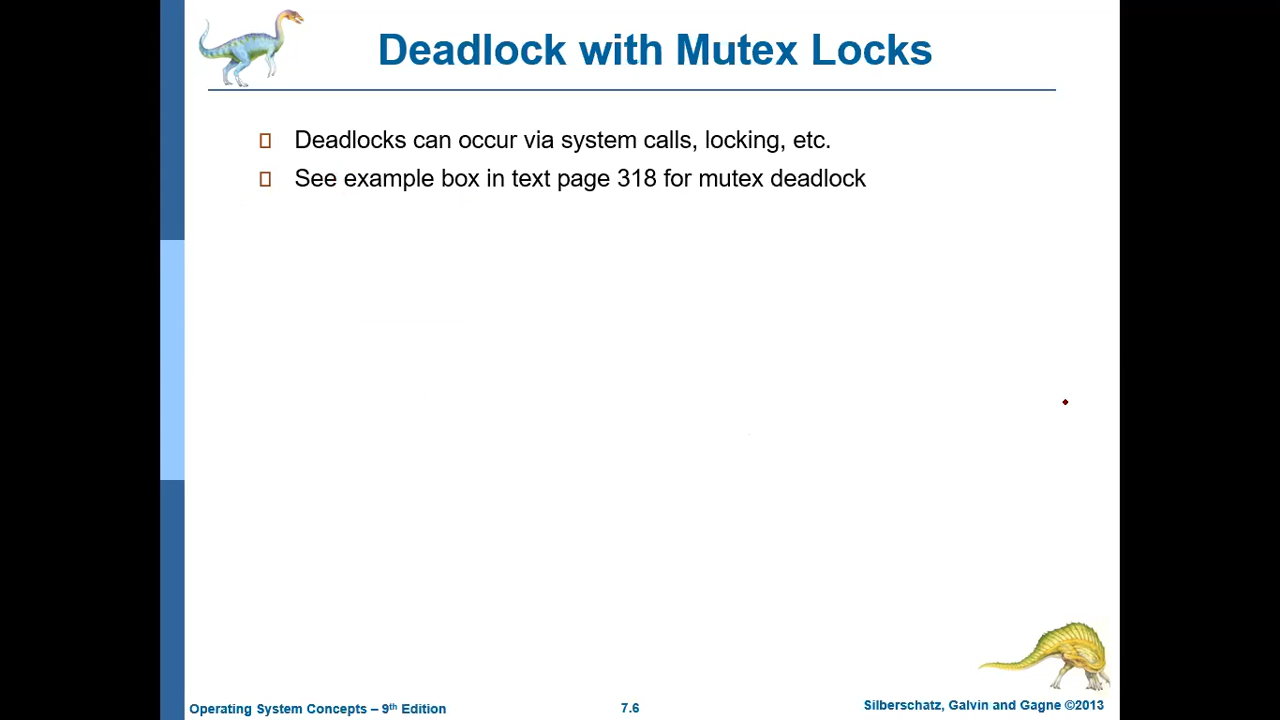 Deadlock with Mutex Locks
Deadlocks can occur via system calls, locking, etc.
See example box in text page 318 for mutex deadlock
Operating System Concepts – 9th Edition
7.6
Silberschatz, Galvin and Gagne ©2013